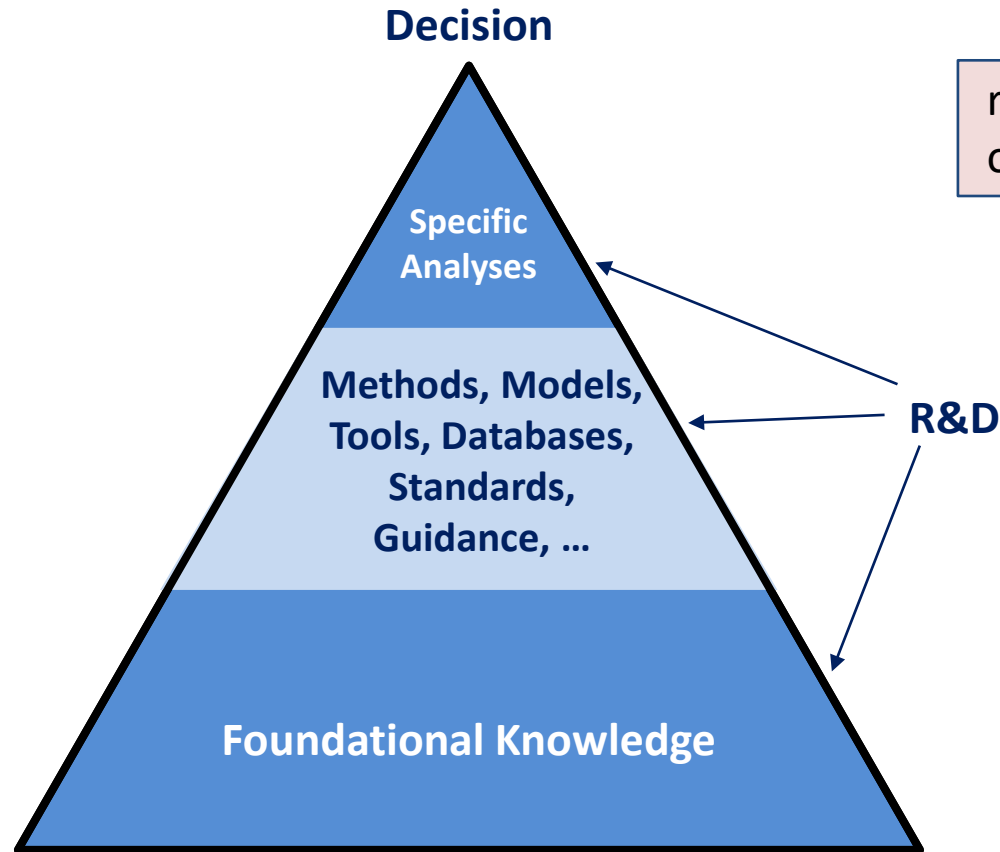 Decision
Specific
Analyses
Methods, Models,
Tools, Databases,
Standards,
Guidance, …
R&D
Foundational Knowledge